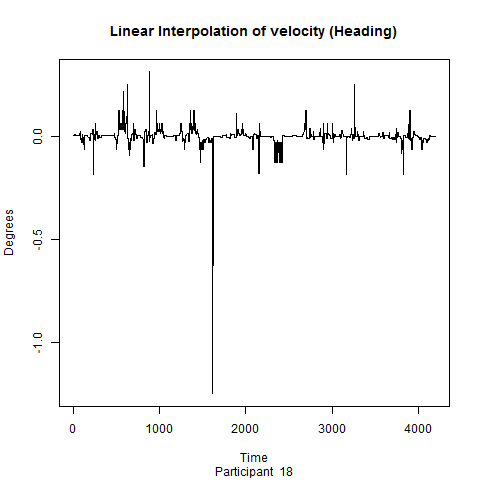 Linear Interpolation of velocity (Heading)
Degrees
0.0
-0.5
-1.0
0 1000 2000 3000 4000
Time
Participant 18